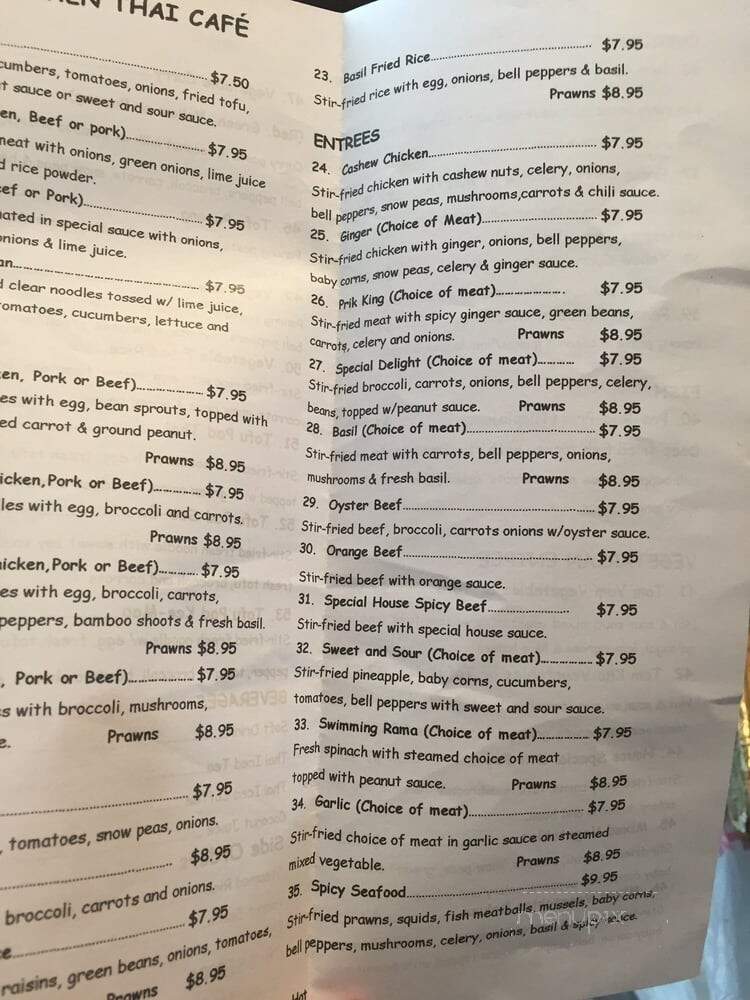 THAI CAFÉ
$7.50
cumbers, tomatoes, onions, fried tofu,
sauce or sweet and sour sauce.
en, Beef or pork) $7.95
meat with onions, green onions, lime juice
rice powder.
ef or Pork) $7.95
ated in special sauce with onions,
nions & lime juice.
an $7.95
clear noodles tossed w/ lime juice,
omatoes, cucumbers, lettuce and
en, Pork or Beef) $7.95
es with egg, bean sprouts, topped with
ed carrot & ground peanut.
Prawns $8.95
icken, Pork or Beef) $7.95
les with egg, broccoli and carrots.
Prawns $8.95
hicken, Pork or Beef) $7.95
es with egg, broccoli, carrots,
peppers, bamboo shoots & fresh basil.
Prawns $8.95
, Pork or Beef) $7.95
s with broccoli, mushrooms,
e. Prawns $8.95
$7.95
, tomatoes, snow peas, onions.
$8.95
broccoli, carrots and onions.
e $7.95
raisins, green beans, onions, tomatoes,
Prawns $8.95
23. Basil Fried Rice $7.95
Stir-fried rice with egg, onions, bell peppers & basil.
Prawns $8.95
ENTREES
24. Cashew Chicken $7.95
Stir-fried chicken with cashew nuts, celery, onions,
bell peppers, snow peas, mushrooms,carrots & chili sauce.
25. Ginger (Choice of Meat) $7.95
Stir-fried chicken with ginger, onions, bell peppers,
baby corns, snow peas, celery & ginger sauce.
26. Prik King (Choice of meat) $7.95
Stir-fried meat with spicy ginger sauce, green beans,
carrots, celery and onions. Prawns $8.95
27. Special Delight (Choice of meat) $7.95
Stir-fried broccoli, carrots, onions, bell peppers, celery,
beans, topped w/peanut sauce. Prawns $8.95
28. Basil (Choice of meat) $7.95
Stir-fried meat with carrots, bell peppers, onions,
mushrooms & fresh basil. Prawns $8.95
29. Oyster Beef $7.95
Stir-fried beef, broccoli, carrots onions w/oyster sauce.
30. Orange Beef $7.95
Stir-fried beef with orange sauce.
31. Special House Spicy Beef $7.95
Stir-fried beef with special house sauce.
32. Sweet and Sour (Choice of meat) $7.95
Stir-fried pineapple, baby corns, cucumbers,
tomatoes, bell peppers with sweet and sour sauce.
33. Swimming Rama (Choice of meat) $7.95
Fresh spinach with steamed choice of meat
topped with peanut sauce. Prawns $8.95
34. Garlic (Choice of meat) $7.95
Stir-fried choice of meat in garlic sauce on steamed
mixed vegetable. Prawns $8.95
35. Spicy Seafood $9.95
Stir-fried prawns, squids, fish meatballs, mussels, baby corns,
bell peppers, mushrooms, celery, onions, basil & spicy sauce.
menupix
Hot